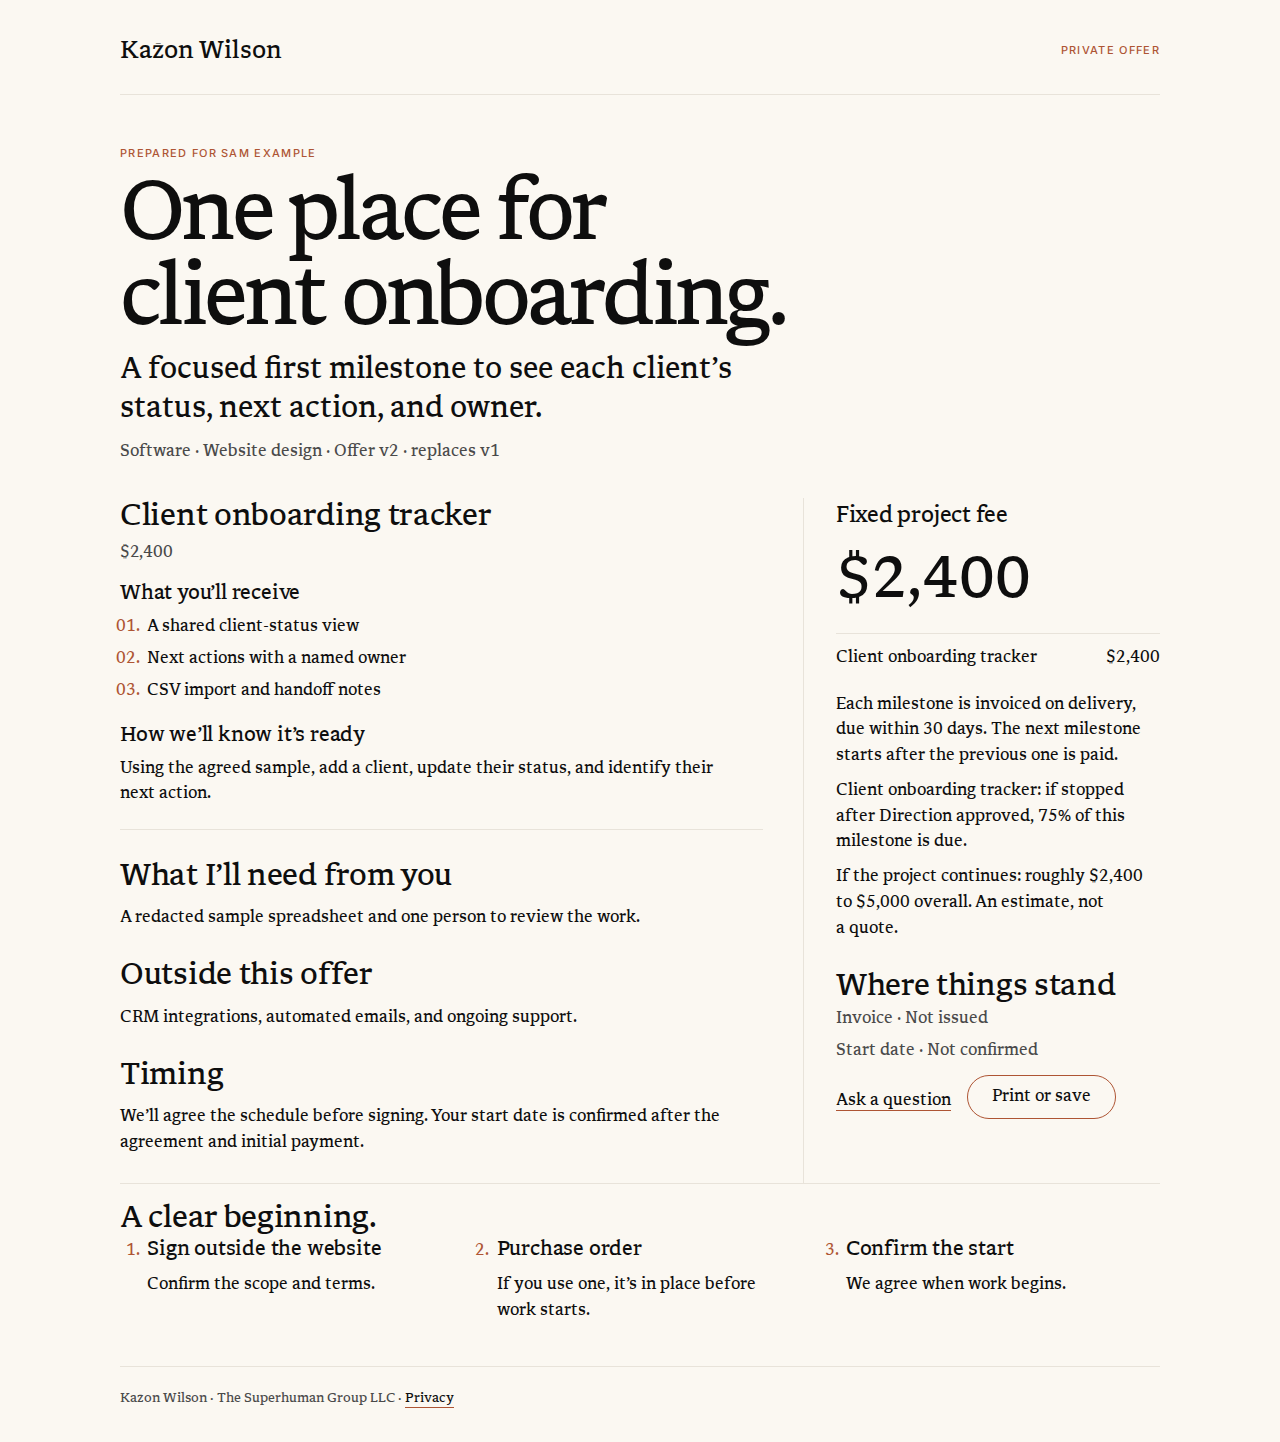 Każon Wilson
PRIVATE OFFER
PREPARED FOR SAM EXAMPLE
One place for
client onboarding.
A focused first milestone to see each client’s
status, next action, and owner.
Software · Website design · Offer v2 · replaces v1
Client onboarding tracker
$2,400
What you’ll receive
01. A shared client-status view
02. Next actions with a named owner
03. CSV import and handoff notes
How we’ll know it’s ready
Using the agreed sample, add a client, update their status, and identify their
next action.
What I’ll need from you
A redacted sample spreadsheet and one person to review the work.
Outside this offer
CRM integrations, automated emails, and ongoing support.
Timing
We’ll agree the schedule before signing. Your start date is confirmed after the
agreement and initial payment.
Fixed project fee
$2,400
Client onboarding tracker $2,400
Each milestone is invoiced on delivery,
due within 30 days. The next milestone
starts after the previous one is paid.
Client onboarding tracker: if stopped
after Direction approved, 75% of this
milestone is due.
If the project continues: roughly $2,400
to $5,000 overall. An estimate, not
a quote.
Where things stand
Invoice · Not issued
Start date · Not confirmed
Ask a question Print or save
A clear beginning.
1. Sign outside the website
Confirm the scope and terms.
2. Purchase order
If you use one, it’s in place before
work starts.
3. Confirm the start
We agree when work begins.
Kazon Wilson · The Superhuman Group LLC · Privacy